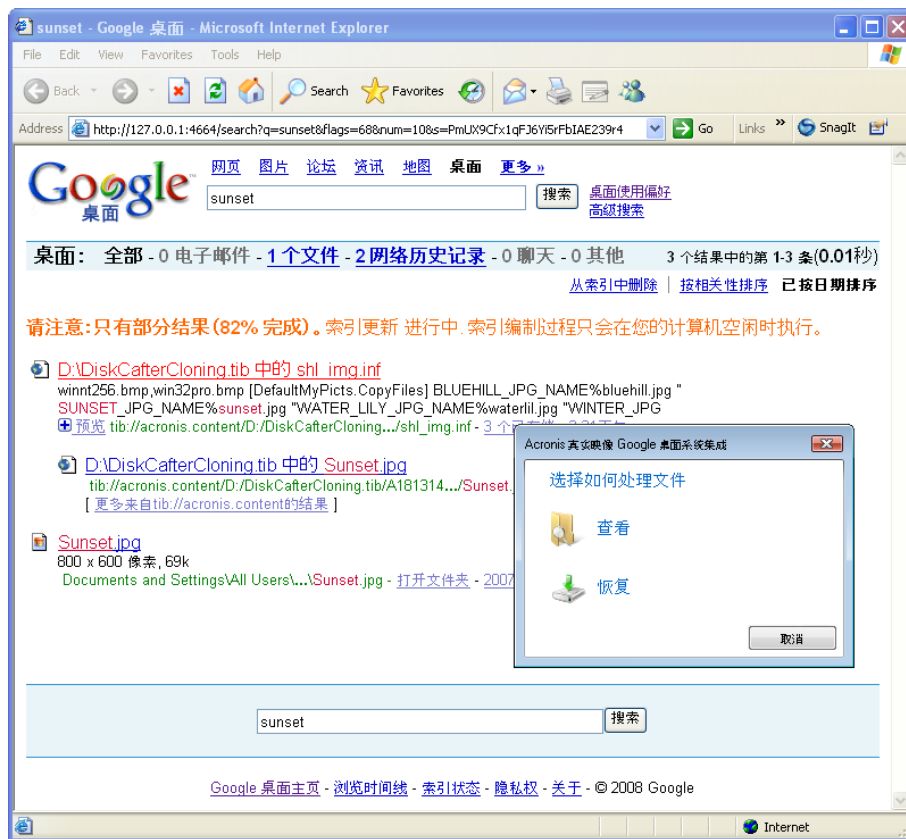 sunset - Google 桌面 - Microsoft Internet Explorer
File Edit View Favorites Tools Help
Back Search Favorites
Address http://127.0.0.1:4664/search?q=sunset&flags=68&num=10&s=PmUX9Cfx1qFJ6Yi5rFbIAE239r4 Go Links » SnagIt
Google 桌面
网页 图片 论坛 资讯 地图 桌面 更多 »
sunset 搜索 桌面使用偏好
高级搜索
桌面: 全部 - 0 电子邮件 - 1 个文件 - 2 网络历史记录 - 0 聊天 - 0 其他 3 个结果中的第 1-3 条(0.01秒)
从索引中删除 | 按相关性排序 已按日期排序
请注意:只有部分结果(82% 完成)。索引更新 进行中. 索引编制过程只会在您的计算机空闲时执行。
D:\DiskCafterCloning.tib 中的 shl_img.inf
winnt256.bmp,win32pro.bmp [DefaultMyPicts.CopyFiles] BLUEHILL_JPG_NAME%bluehill.jpg "
SUNSET_JPG_NAME%sunset.jpg "WATER_LILY_JPG_NAME%waterlil.jpg "WINTER_JPG
预览 tib://acronis.content/D:/DiskCafterCloning.../shl_img.inf - 3 个
D:\DiskCafterCloning.tib 中的 Sunset.jpg
tib://acronis.content/D:/DiskCafterCloning.tib/A181314.../Sunset.
[ 更多来自tib://acronis.content的结果 ]
Sunset.jpg
800 x 600 像素, 69k
Documents and Settings\All Users\...\Sunset.jpg - 打开文件夹 - 2007
Acronis 真实映像 Google 桌面系统集成
选择如何处理文件
查看
恢复
取消
sunset 搜索
Google 桌面主页 - 浏览时间线 - 索引状态 - 隐私权 - 关于 - © 2008 Google
Internet